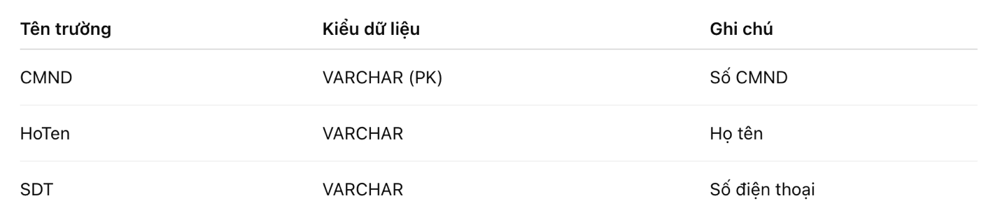 Tên trường Kiểu dữ liệu Ghi chú
CMND VARCHAR (PK) Số CMND
HoTen VARCHAR Họ tên
SDT VARCHAR Số điện thoại